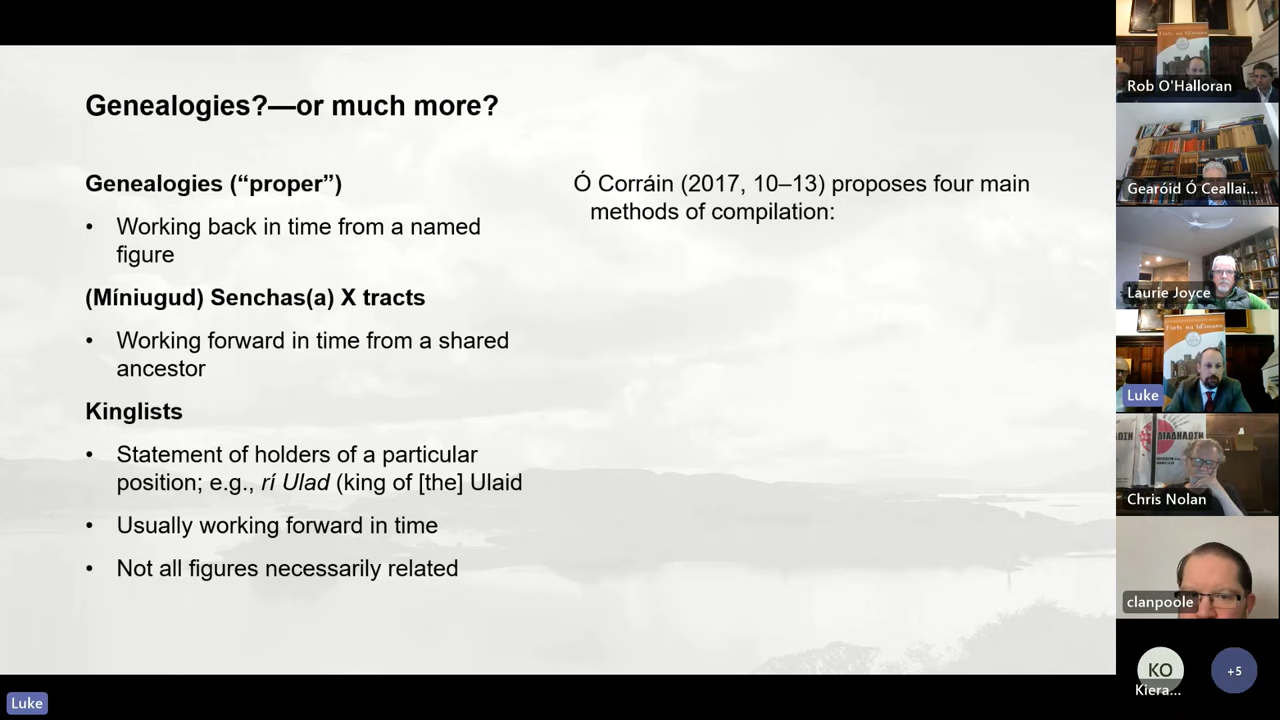 Genealogies?—or much more?
Genealogies (“proper”)
• Working back in time from a named
figure
(Míniugud) Senchas(a) X tracts
• Working forward in time from a shared
ancestor
Kinglists
• Statement of holders of a particular
position; e.g., rí Ulad (king of [the] Ulaid
• Usually working forward in time
• Not all figures necessarily related
Ó Corráin (2017, 10–13) proposes four main
methods of compilation:
Rob O'Halloran
Gearóid Ó Ceallai...
Laurie Joyce
Luke
ΔΙΑΔΗΛΩΣΗ
Chris Nolan
clanpoole
KO
Kiera...
+5
Luke